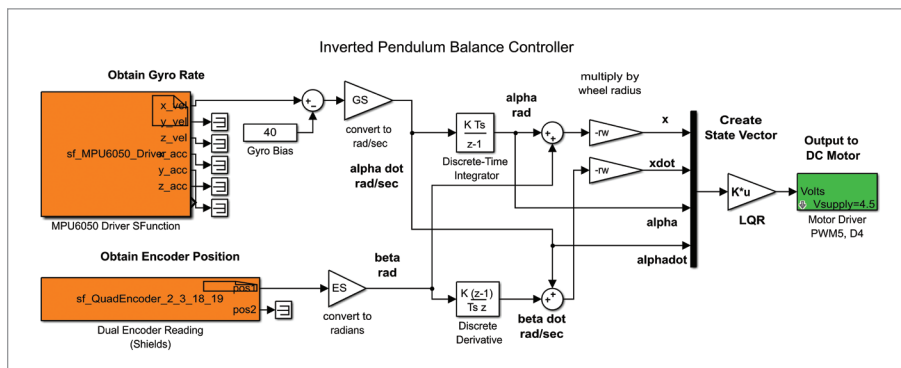 Inverted Pendulum Balance Controller
Obtain Gyro Rate
x_vel
y_vel
z_vel
sf_MPU6050_Driver
x_acc
y_acc
z_acc
MPU6050 Driver SFunction
40
Gyro Bias
+
−
GS
convert to
rad/sec
alpha dot
rad/sec
K Ts
z-1
Discrete-Time
Integrator
alpha
rad
+
+
multiply by
wheel radius
-rw
-rw
x
xdot
alpha
alphadot
Create
State Vector
K*u
LQR
Output to
DC Motor
Volts
Vsupply=4.5
Motor Driver
PWM5, D4
Obtain Encoder Position
pos1
sf_QuadEncoder_2_3_18_19
pos2
Dual Encoder Reading
(Shields)
ES
convert to
radians
beta
rad
K (z-1)
Ts z
Discrete
Derivative
+
+
beta dot
rad/sec